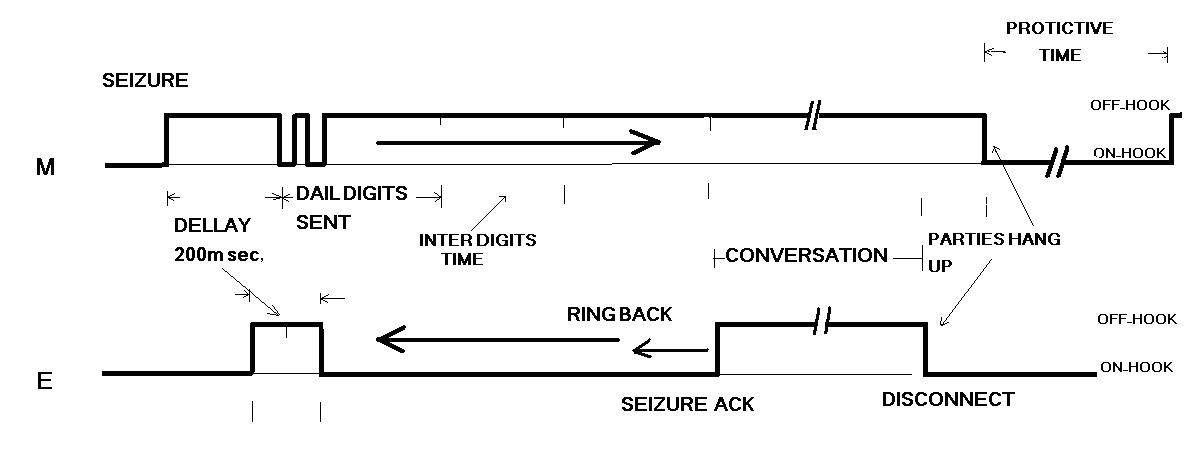 PROTICTIVE
TIME
SEIZURE
OFF-HOOK
M
ON-HOOK
DAIL DIGITS
SENT
DELLAY
200m sec,
INTER DIGITS
TIME
CONVERSATION
PARTIES HANG
UP
RING BACK
OFF-HOOK
E
ON-HOOK
SEIZURE ACK
DISCONNECT